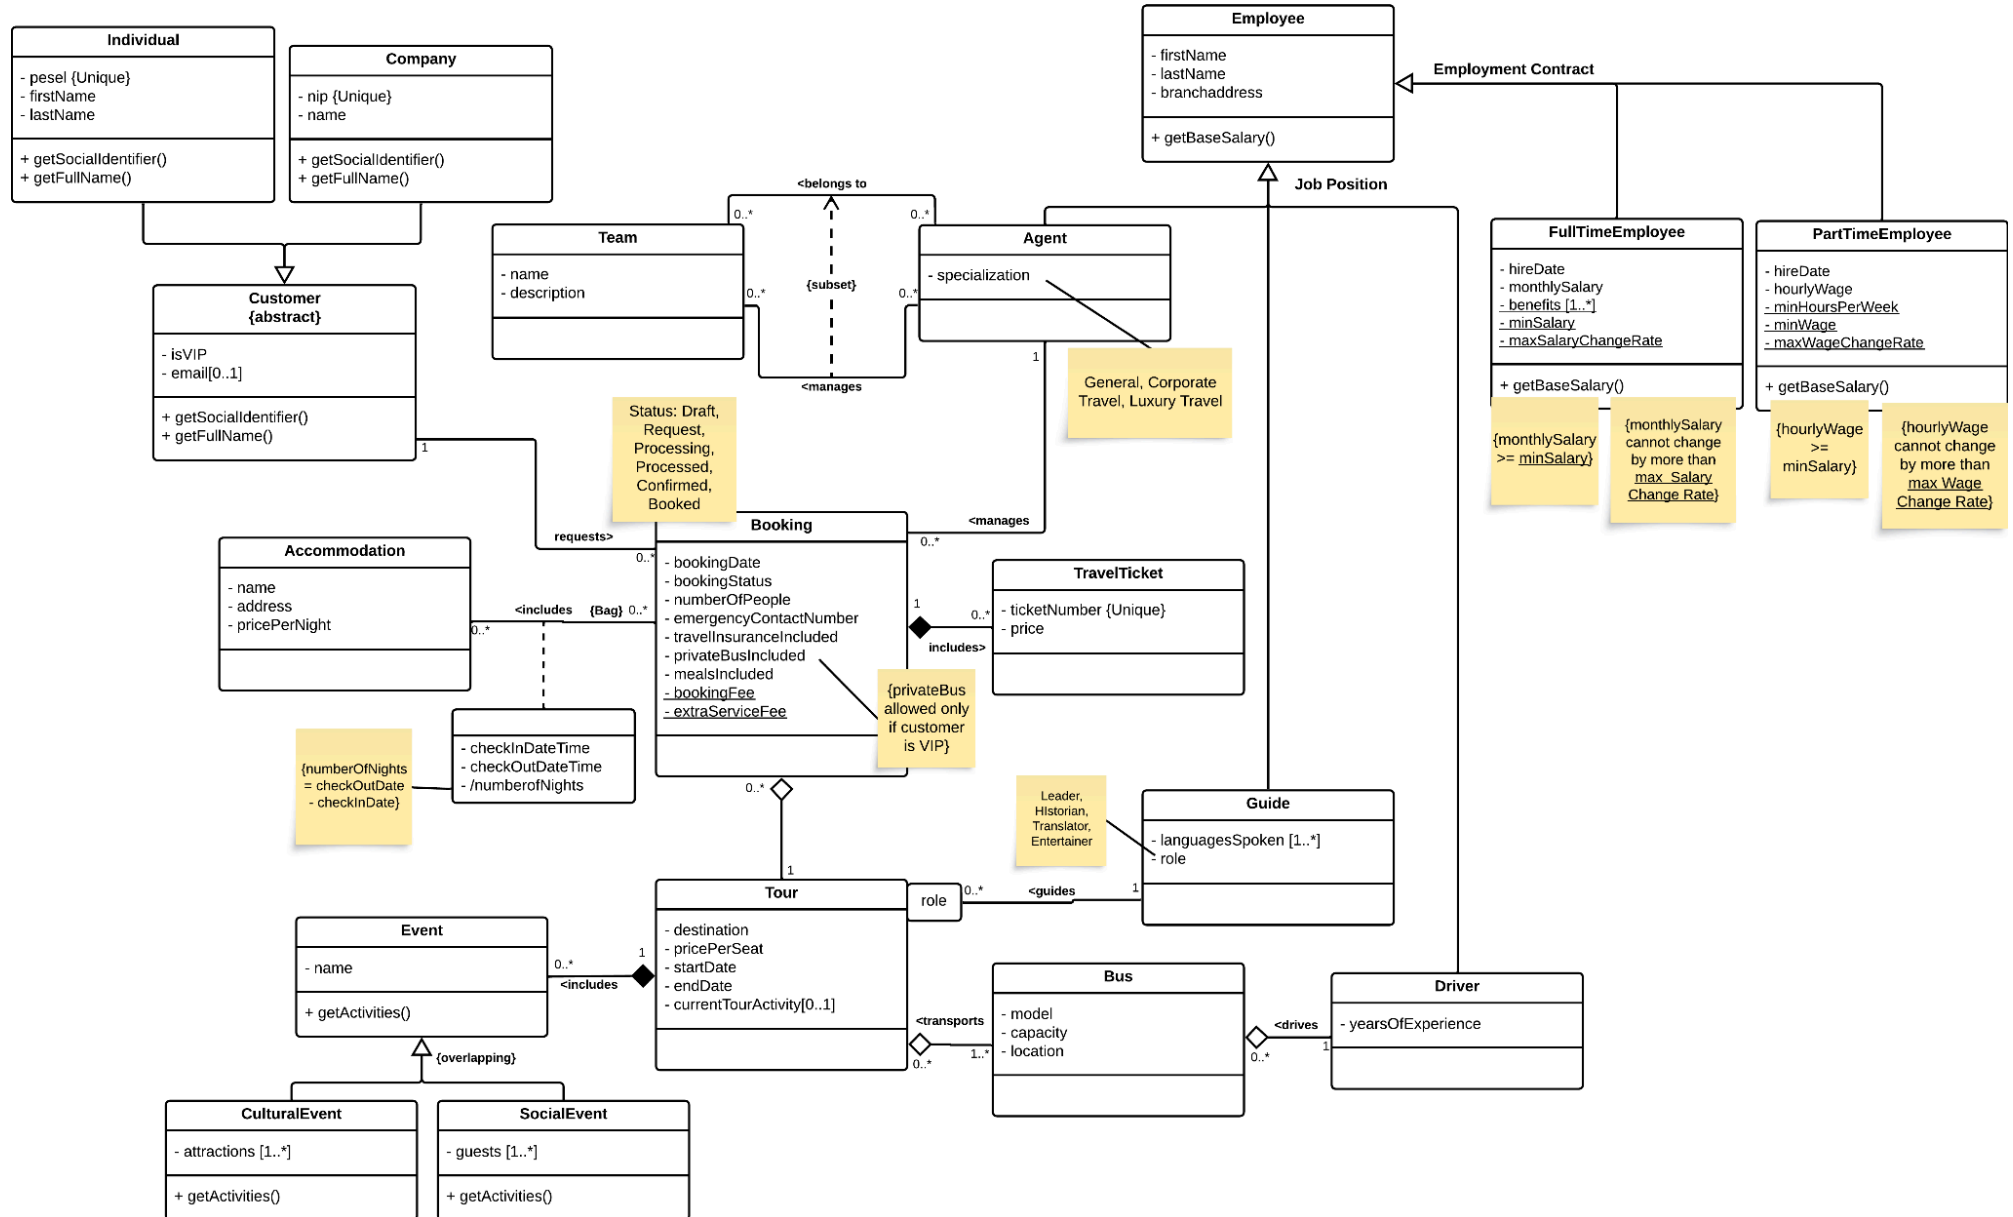 Individual
- pesel {Unique}
- firstName
- lastName
+ getSocialIdentifier()
+ getFullName()
Company
- nip {Unique}
- name
+ getSocialIdentifier()
+ getFullName()
Employee
- firstName
- lastName
- branchaddress
+ getBaseSalary()
Employment Contract
Job Position
<belongs to
0..*
0..*
Team
- name
- description
0..*
{subset}
0..*
<manages
Agent
- specialization
1
General, Corporate
Travel, Luxury Travel
FullTimeEmployee
- hireDate
- monthlySalary
- benefits [1..*]
- minSalary
- maxSalaryChangeRate
+ getBaseSalary()
PartTimeEmployee
- hireDate
- hourlyWage
- minHoursPerWeek
- minWage
- maxWageChangeRate
+ getBaseSalary()
{monthlySalary
>= minSalary}
{monthlySalary
cannot change
by more than
max Salary
Change Rate}
{hourlyWage
>=
minSalary}
{hourlyWage
cannot change
by more than
max Wage
Change Rate}
Customer
{abstract}
- isVIP
- email[0..1]
+ getSocialIdentifier()
+ getFullName()
1
requests>
0..*
Status: Draft,
Request,
Processing,
Processed,
Confirmed,
Booked
Booking
- bookingDate
- bookingStatus
- numberOfPeople
- emergencyContactNumber
- travelInsuranceIncluded
- privateBusIncluded
- mealsIncluded
- bookingFee
- extraServiceFee
<manages
0..*
{privateBus
allowed only
if customer
is VIP}
Accommodation
- name
- address
- pricePerNight
0..*
<includes
{Bag}
0..*
- checkInDateTime
- checkOutDateTime
- /numberofNights
{numberOfNights
= checkOutDate
- checkInDate}
TravelTicket
- ticketNumber {Unique}
- price
1
0..*
includes>
0..*
1
Tour
- destination
- pricePerSeat
- startDate
- endDate
- currentTourActivity[0..1]
role
0..*
<guides
1
Leader,
HIstorian,
Translator,
Entertainer
Guide
- languagesSpoken [1..*]
- role
Event
- name
+ getActivities()
0..*
1
<includes
{overlapping}
CulturalEvent
- attractions [1..*]
+ getActivities()
SocialEvent
- guests [1..*]
+ getActivities()
<transports
0..*
1..*
Bus
- model
- capacity
- location
<drives
0..*
1
Driver
- yearsOfExperience